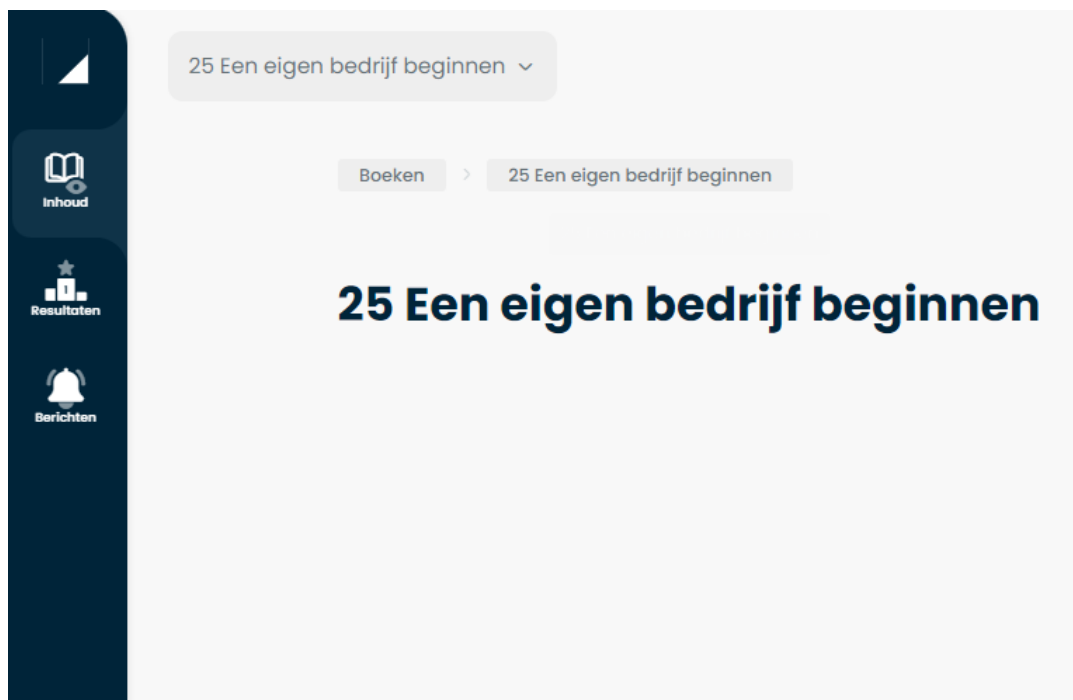 25 Een eigen bedrijf beginnen
Inhoud
Boeken
25 Een eigen bedrijf beginnen
25 Een eigen bedrijf beginnen
1
Resultaten
Berichten